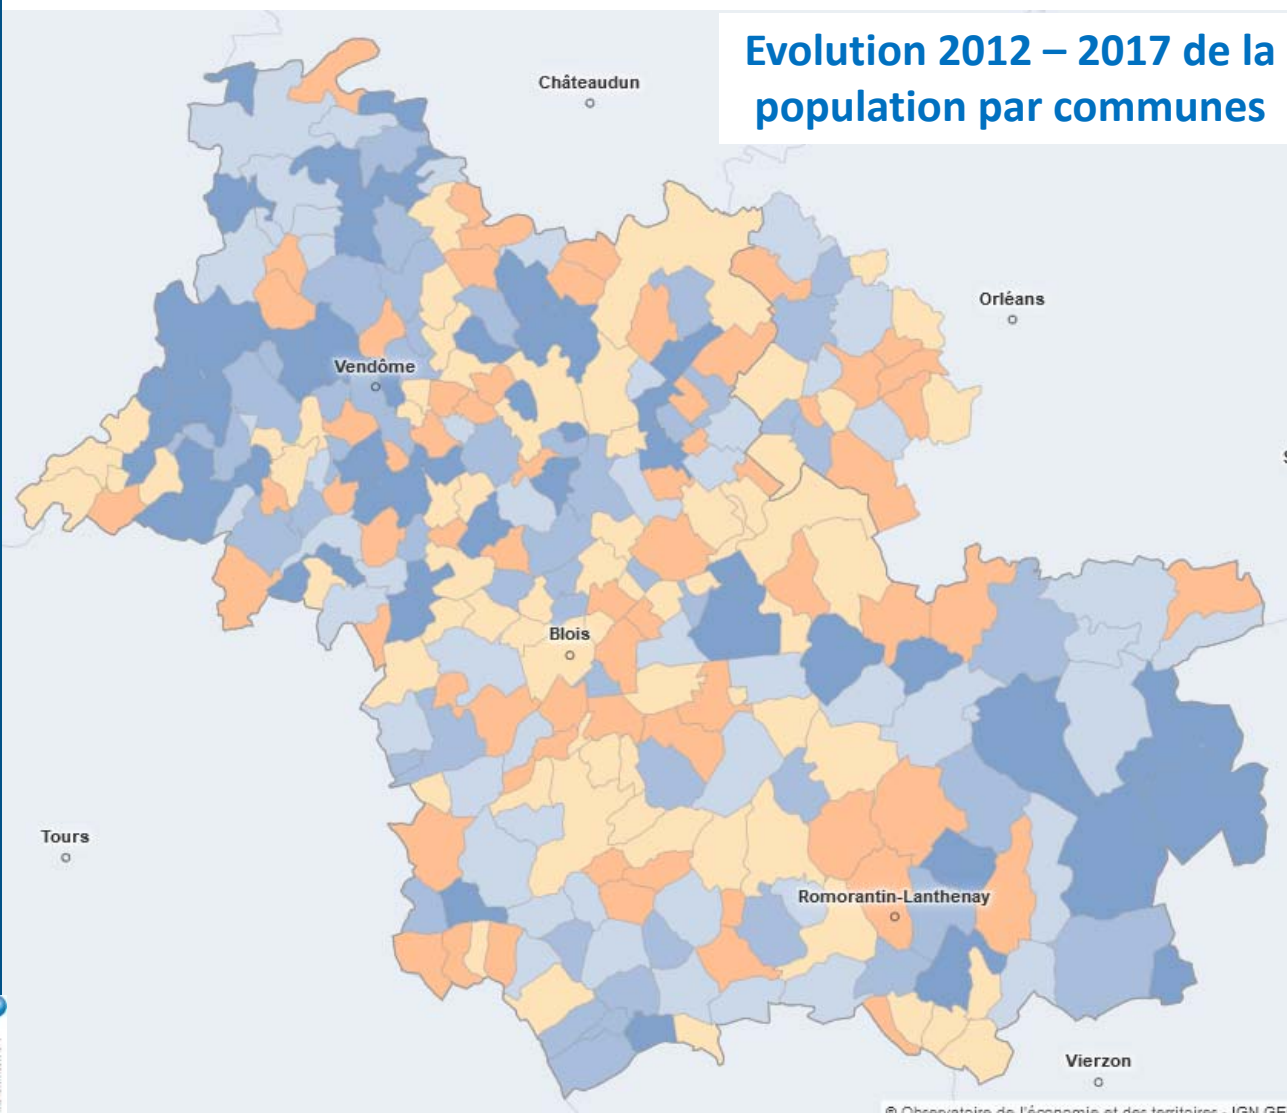 Evolution 2012 – 2017 de la
population par communes
Châteaudun
Orléans
Vendôme
Blois
Tours
Romorantin-Lanthenay
Vierzon
© Observatoire de l'économie et des territoires - IGN GE